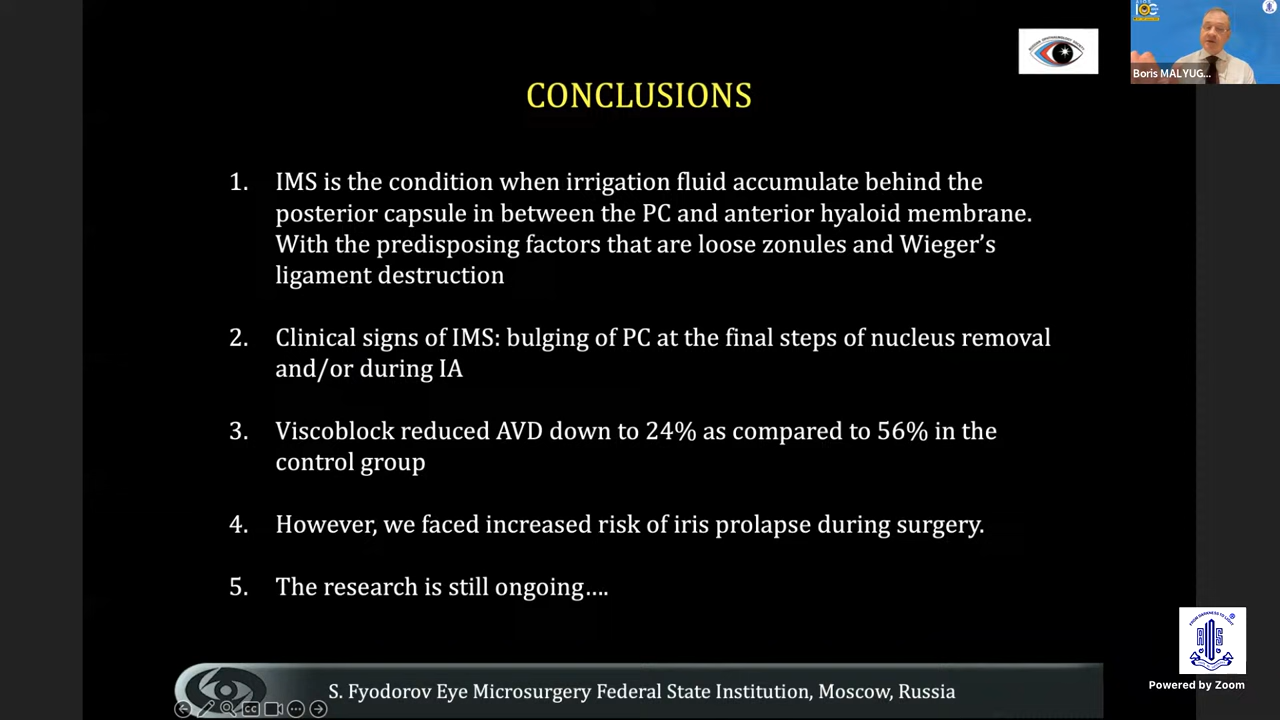 CONCLUSIONS
1. IMS is the condition when irrigation fluid accumulate behind the
posterior capsule in between the PC and anterior hyaloid membrane.
With the predisposing factors that are loose zonules and Wieger’s
ligament destruction
2. Clinical signs of IMS: bulging of PC at the final steps of nucleus removal
and/or during IA
3. Viscoblock reduced AVD down to 24% as compared to 56% in the
control group
4. However, we faced increased risk of iris prolapse during surgery.
5. The research is still ongoing....
S. Fyodorov Eye Microsurgery Federal State Institution, Moscow, Russia
Boris MALYUG...
Powered by Zoom